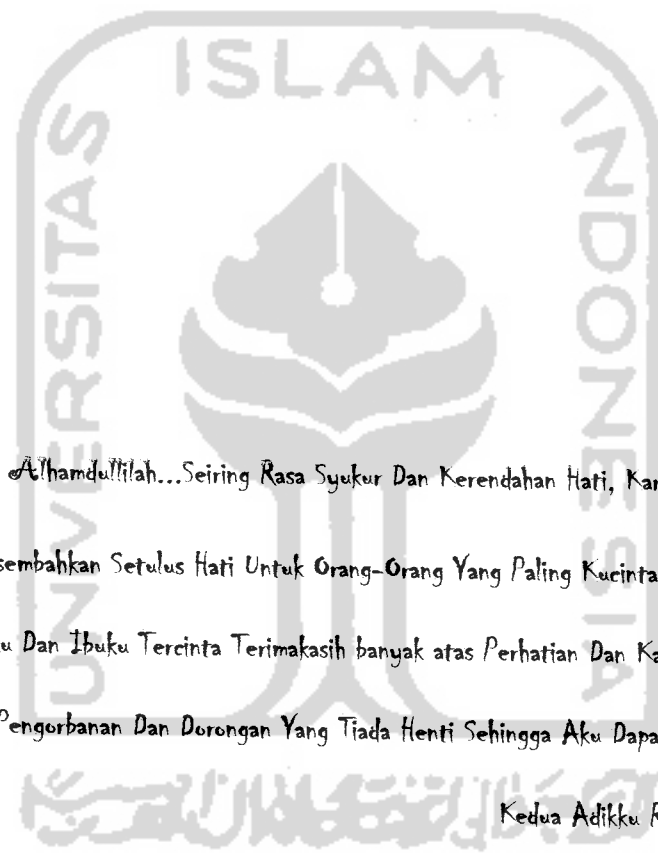 ISLAM
UNIVERSITAS
INDONESIA
Alhamdullilah...Seiring Rasa Syukur Dan Kerendahan Hati, Kar
sembahkan Setulus Hati Untuk Orang-Orang Yang Paling Kucinta
u Dan Ibuku Tercinta Terimakasih banyak atas Perhatian Dan Ka
Pengorbanan Dan Dorongan Yang Tiada Henti Sehingga Aku Dapa
Kedua Adikku R